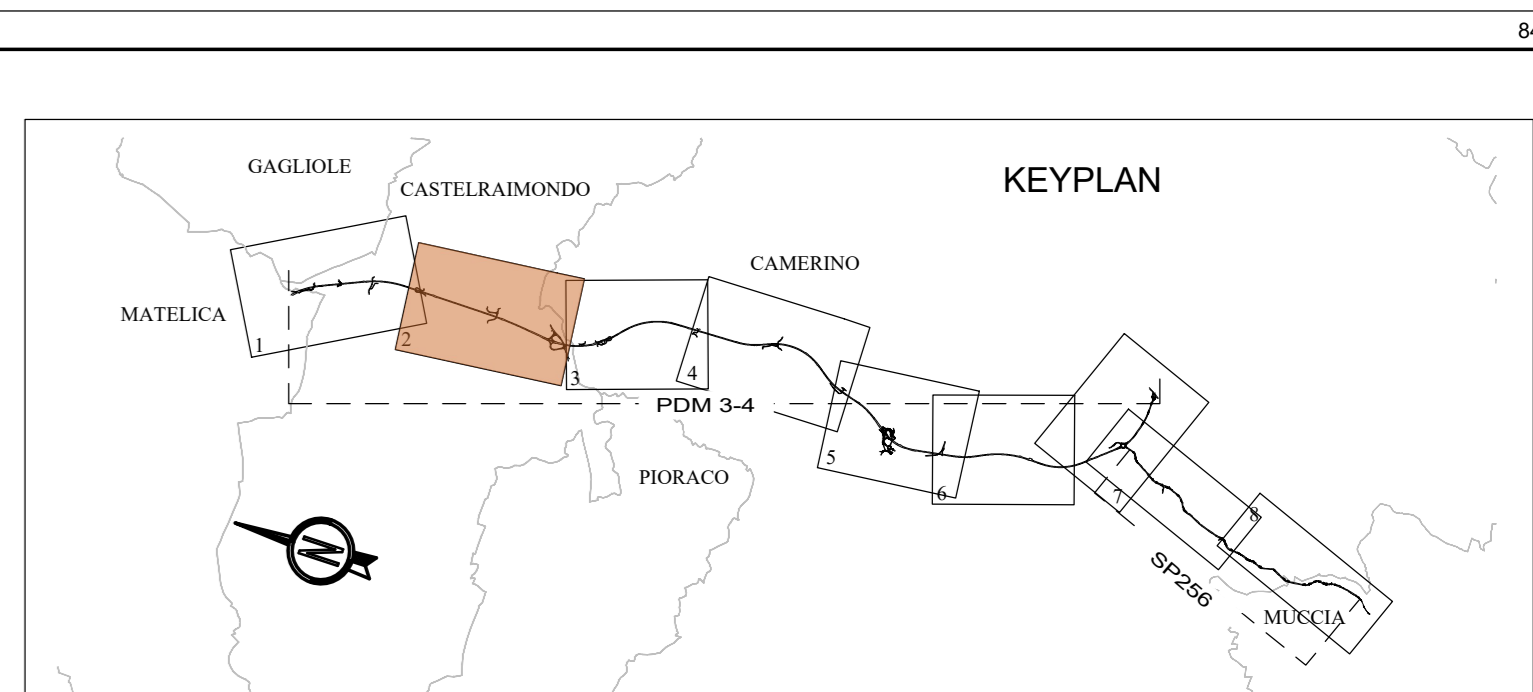 84
KEYPLAN
GAGLIOLE
CASTELRAIMONDO
CAMERINO
MATELICA
1
2
3
4
PDM 3-4
PIORACO
5
6
7
8
N
SP256
MUCCIA